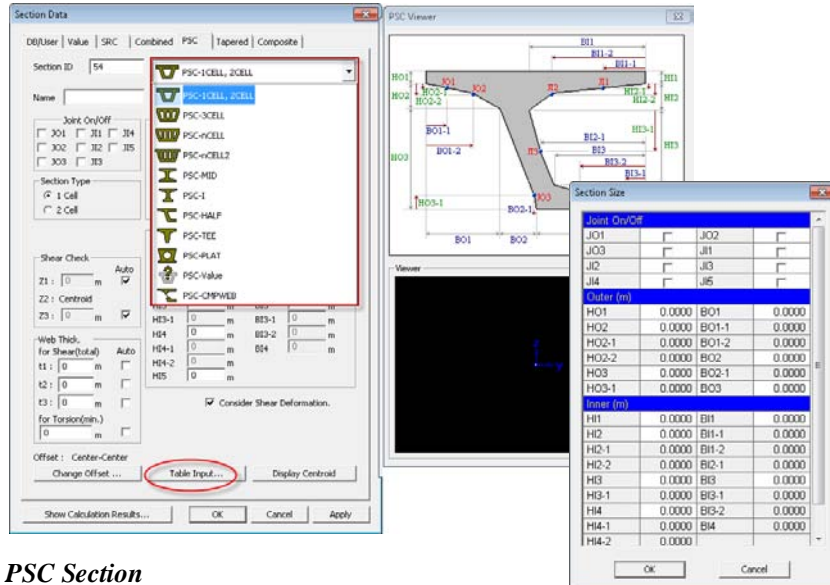 Section Data
DB/User Value SRC Combined PSC Tapered Composite
Section ID 54
PSC-1CELL, 2CELL
Name
PSC-1CELL, 2CELL
PSC-3CELL
PSC-nCELL
PSC-nCELL2
PSC-MID
PSC-I
PSC-HALF
PSC-TEE
PSC-PLAT
PSC-Value
PSC-CMPWEB
Joint On/Off
JO1 JI1 JI4
JO2 JI2 JI5
JO3 JI3
Section Type
1 Cell
2 Cell
Shear Check
Auto
Z1 : 0 m
Z2 : Centroid
Z3 : 0 m
HI3-1 0 m BI3-1 0 m
HI4 0 m BI3-2 0 m
HI4-1 0 m BI4 0 m
HI4-2 0 m
HI5 0 m
Web Thick.
for Shear(total) Auto
t1 : 0 m
t2 : 0 m
t3 : 0 m
for Torsion(min.)
0 m
Consider Shear Deformation.
Offset : Center-Center
Change Offset ... Table Input... Display Centroid
Show Calculation Results... OK Cancel Apply
PSC Viewer
BI1
BI1-2
BI1-1
HO1 JO1 JO2 JI1 JI2 HI1
HO2 HO2-1 HO2-2 HI2-1 HI2-2 HI2
BO1-1
BO1-2
HI3-1
BI2-1
BI3
BI3-2
BI3-1
JI3
HI3
HO3
HO3-1 BO2-1 JO3
BO1 BO2
Viewer
Section Size
Joint On/Off
JO1 JO2
JO3 JI1
JI2 JI3
JI4 JI5
Outer (m)
HO1 0.0000 BO1 0.0000
HO2 0.0000 BO1-1 0.0000
HO2-1 0.0000 BO1-2 0.0000
HO2-2 0.0000 BO2 0.0000
HO3 0.0000 BO2-1 0.0000
HO3-1 0.0000 BO3 0.0000
Inner (m)
HI1 0.0000 BI1 0.0000
HI2 0.0000 BI1-1 0.0000
HI2-1 0.0000 BI1-2 0.0000
HI2-2 0.0000 BI2-1 0.0000
HI3 0.0000 BI3 0.0000
HI3-1 0.0000 BI3-1 0.0000
HI4 0.0000 BI3-2 0.0000
HI4-1 0.0000 BI4 0.0000
HI4-2 0.0000
OK Cancel
PSC Section